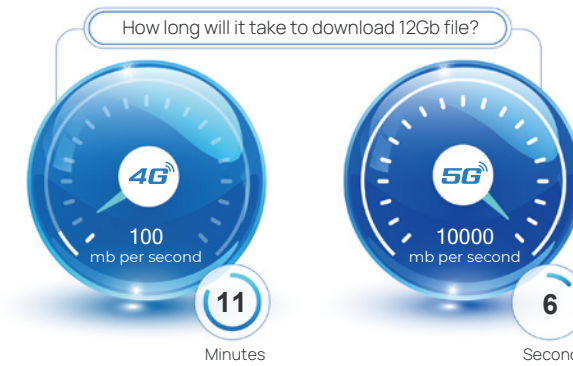 How long will it take to download 12Gb file?
4G
100
mb per second
11
Minutes
5G
10000
mb per second
6
Second